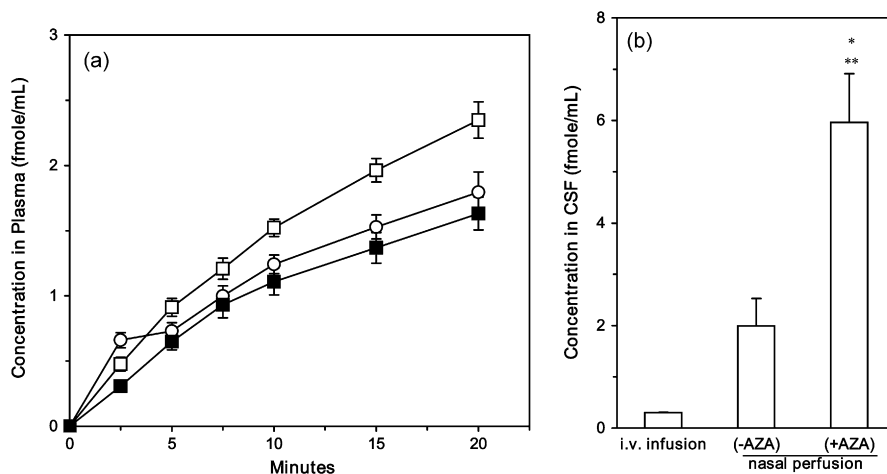 (a)
Concentration in Plasma (fmole/mL)
3
2
1
0
0 5 10 15 20
Minutes
(b)
Concentration in CSF (fmole/mL)
8
6
4
2
0
*
**
i.v. infusion (-AZA) (+AZA)
nasal perfusion